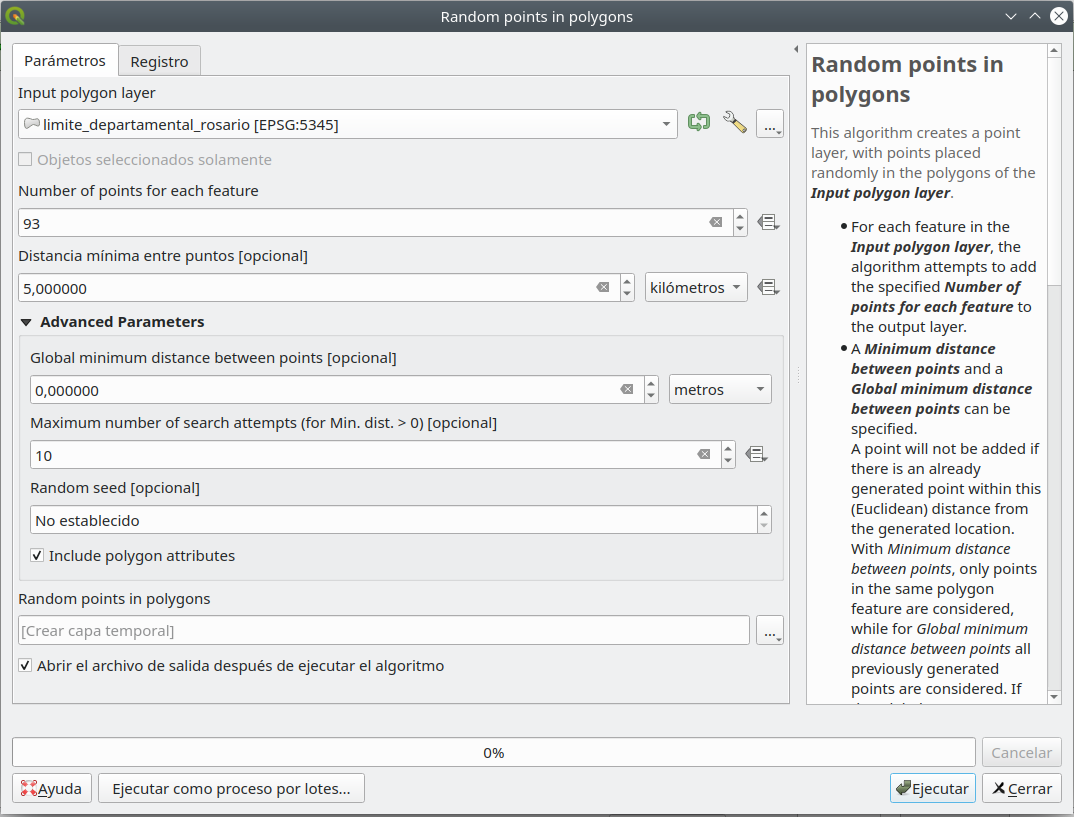 Random points in polygons
Parámetros
Registro
Input polygon layer
limite_departamental_rosario [EPSG:5345]
...
Objetos seleccionados solamente
Number of points for each feature
93
Distancia mínima entre puntos [opcional]
5,000000
kilómetros
Advanced Parameters
Global minimum distance between points [opcional]
0,000000
metros
Maximum number of search attempts (for Min. dist. > 0) [opcional]
10
Random seed [opcional]
No establecido
Include polygon attributes
Random points in polygons
[Crear capa temporal]
...
Abrir el archivo de salida después de ejecutar el algoritmo
Random points in
polygons
This algorithm creates a point
layer, with points placed
randomly in the polygons of the
Input polygon layer.
• For each feature in the
Input polygon layer, the
algorithm attempts to add
the specified Number of
points for each feature to
the output layer.
• A Minimum distance
between points and a
Global minimum distance
between points can be
specified.
A point will not be added if
there is an already
generated point within this
(Euclidean) distance from
the generated location.
With Minimum distance
between points, only points
in the same polygon
feature are considered,
while for Global minimum
distance between points all
previously generated
points are considered. If
0%
Cancelar
Ayuda
Ejecutar como proceso por lotes...
Ejecutar
Cerrar